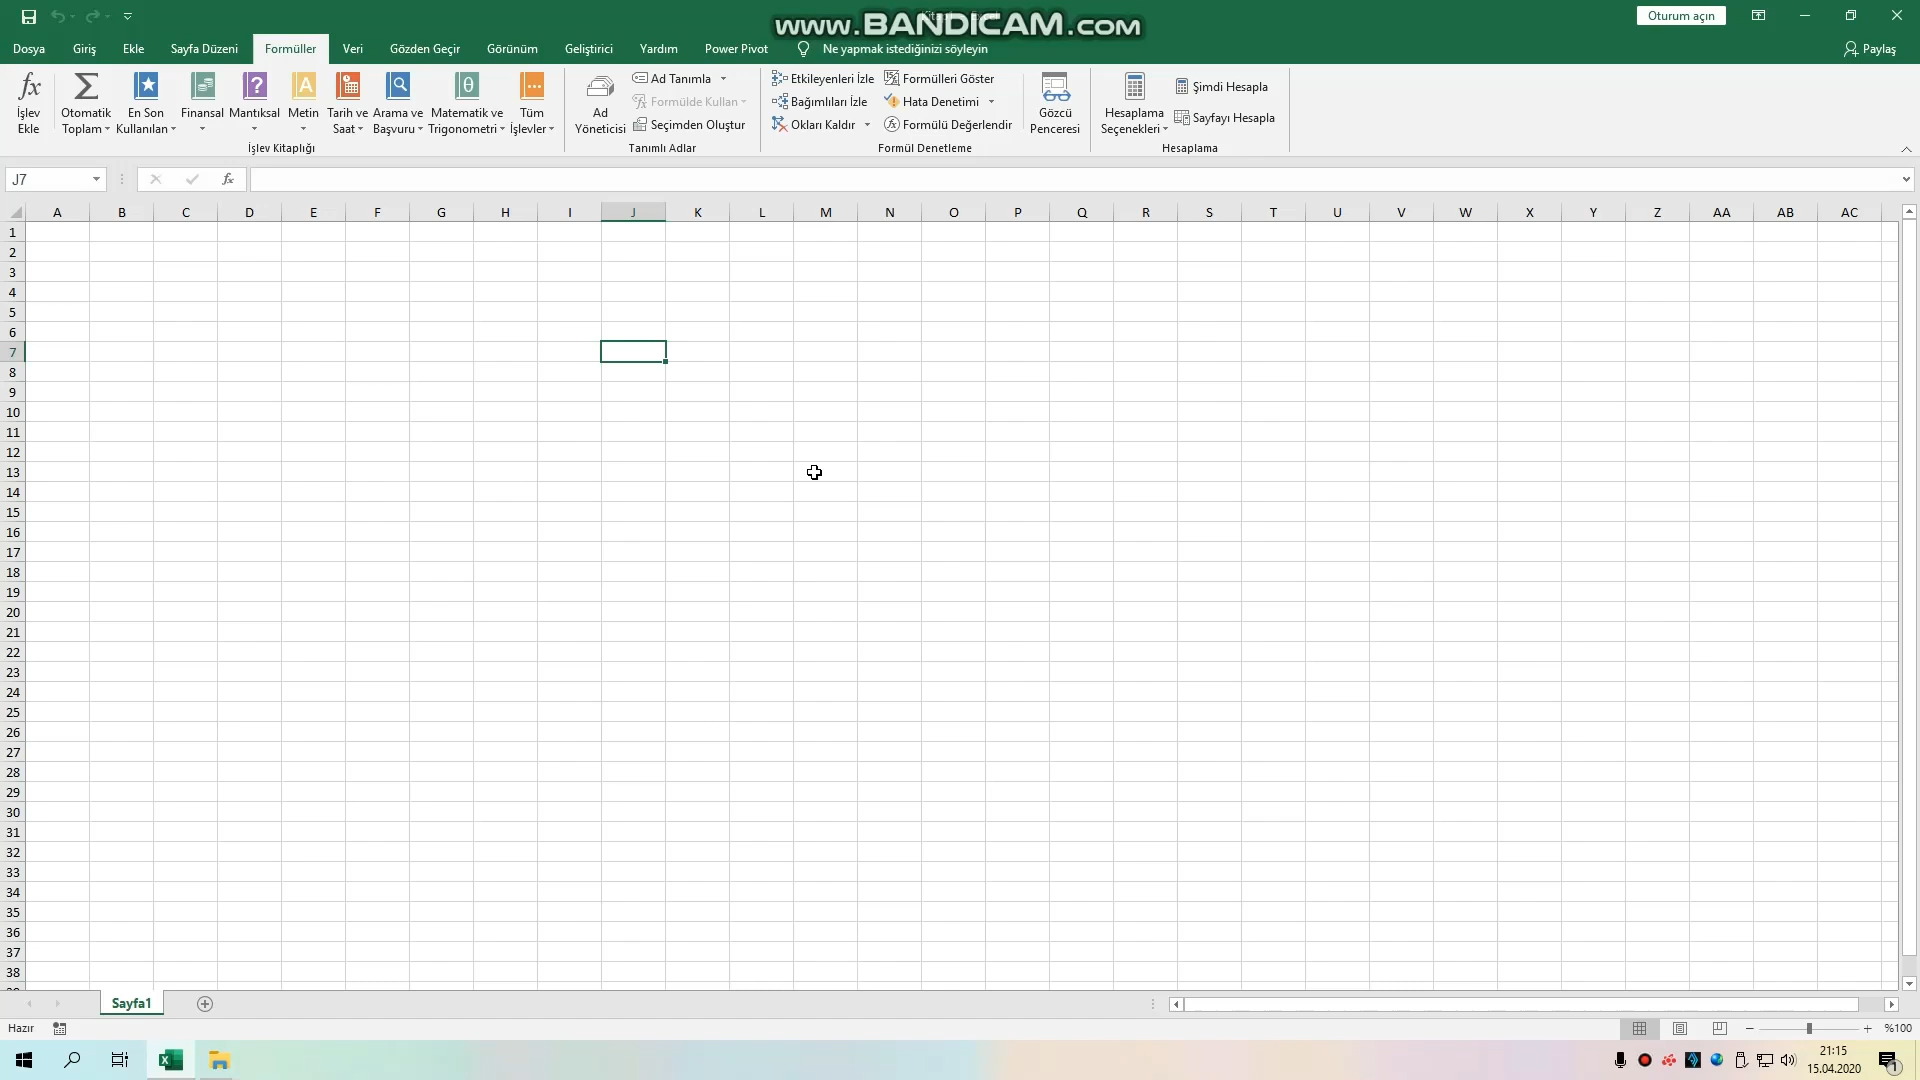 www.BANDICAM.com
Oturum açın
Dosya Giriş Ekle Sayfa Düzeni Formüller Veri Gözden Geçir Görünüm Geliştirici Yardım Power Pivot Ne yapmak istediğinizi söyleyin Paylaş
fx İşlev Ekle
Otomatik Toplam
En Son Kullanılan
Finansal
Mantıksal
Metin
Tarih ve Saat
Arama ve Başvuru
Matematik ve Trigonometri
Tüm İşlevler
İşlev Kitaplığı
Ad Yöneticisi
Ad Tanımla
Formülde Kullan
Seçimden Oluştur
Tanımlı Adlar
Etkileyenleri İzle
Bağımlıları İzle
Okları Kaldır
Formülleri Göster
Hata Denetimi
Formülü Değerlendir
Gözcü Penceresi
Formül Denetleme
Hesaplama Seçenekleri
Şimdi Hesapla
Sayfayı Hesapla
Hesaplama
J7
fx
A B C D E F G H I J K L M N O P Q R S T U V W X Y Z AA AB AC
1
2
3
4
5
6
7
8
9
10
11
12
13
14
15
16
17
18
19
20
21
22
23
24
25
26
27
28
29
30
31
32
33
34
35
36
37
38
Sayfa1
Hazır
%100
21:15
15.04.2020
1